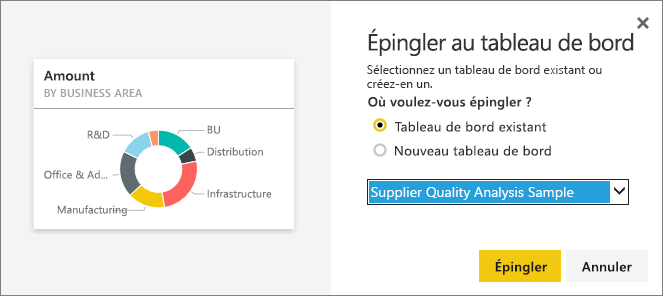 Amount
BY BUSINESS AREA
R&D
BU
Distribution
Office & Ad...
Infrastructure
Manufacturing
Épingler au tableau de bord
Sélectionnez un tableau de bord existant ou
créez-en un.
Où voulez-vous épingler ?
Tableau de bord existant
Nouveau tableau de bord
Supplier Quality Analysis Sample
Épingler
Annuler